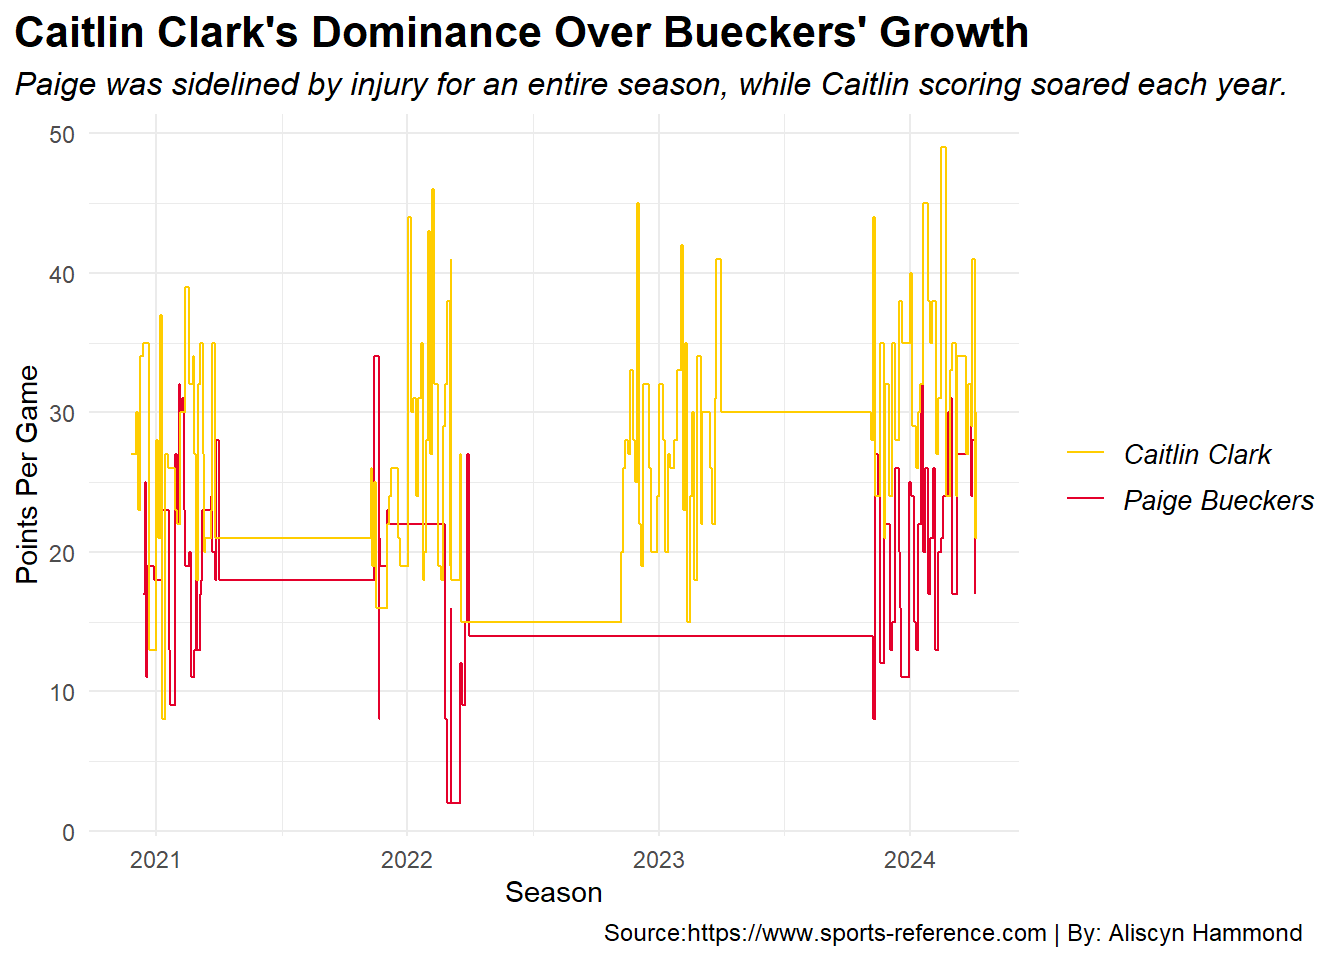 Caitlin Clark's Dominance Over Bueckers' Growth
Paige was sidelined by injury for an entire season, while Caitlin scoring soared each year.
50
40
30
20
10
0
Points Per Game
2021
2022
2023
2024
Season
Caitlin Clark
Paige Bueckers
Source:https://www.sports-reference.com | By: Aliscyn Hammond